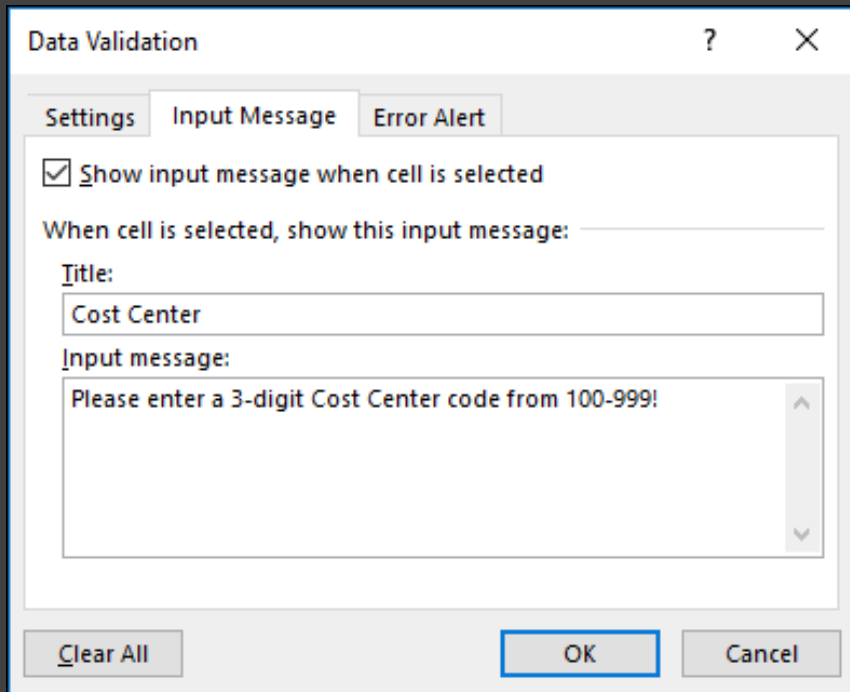 Data Validation ?
Settings Input Message Error Alert
Show input message when cell is selected
When cell is selected, show this input message:
Title:
Cost Center
Input message:
Please enter a 3-digit Cost Center code from 100-999!
Clear All OK Cancel